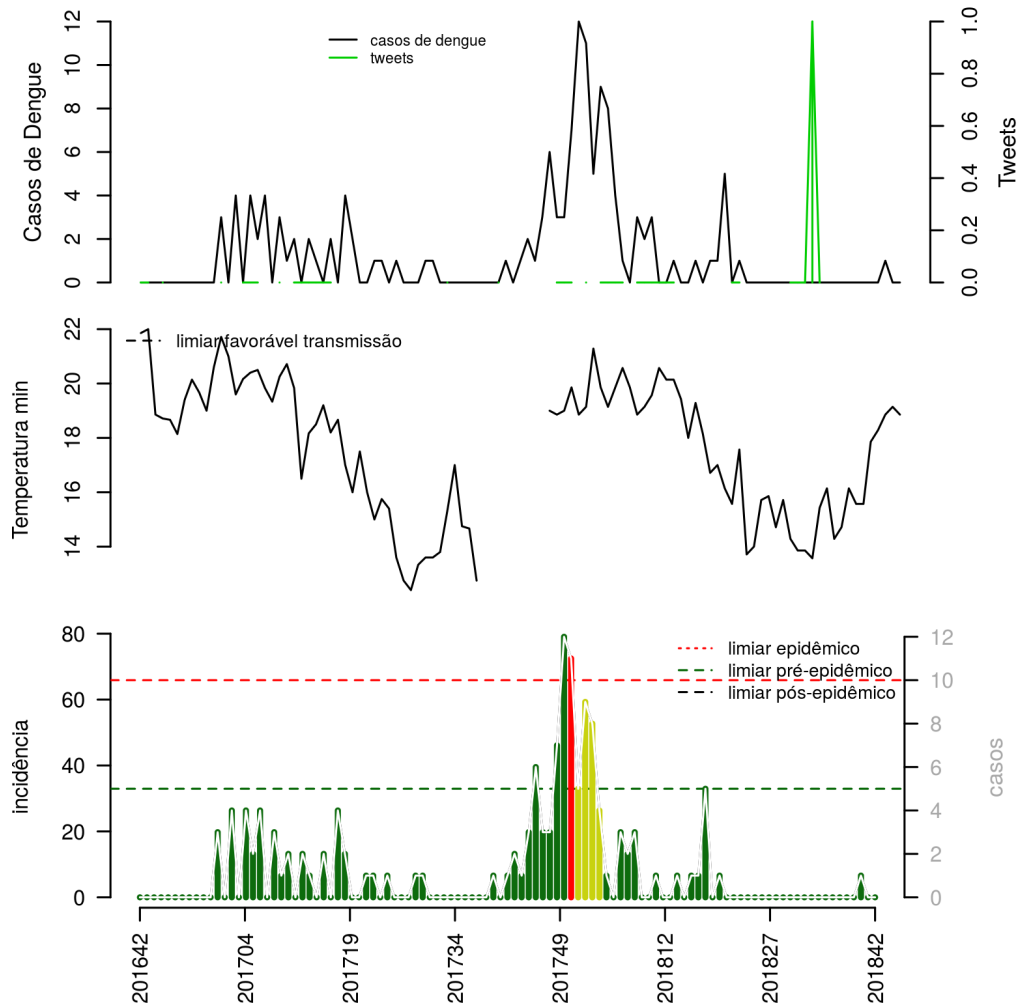 casos de dengue
tweets
Casos de Dengue
0 2 4 6 8 10 12
Tweets
0.0 0.2 0.4 0.6 0.8 1.0
limiar favorável transmissão
Temperatura min
14 16 18 20 22
limiar epidêmico
limiar pré-epidêmico
limiar pós-epidêmico
incidência
0 20 40 60 80
casos
0 2 4 6 8 10 12
201642 201704 201719 201734 201749 201812 201827 201842